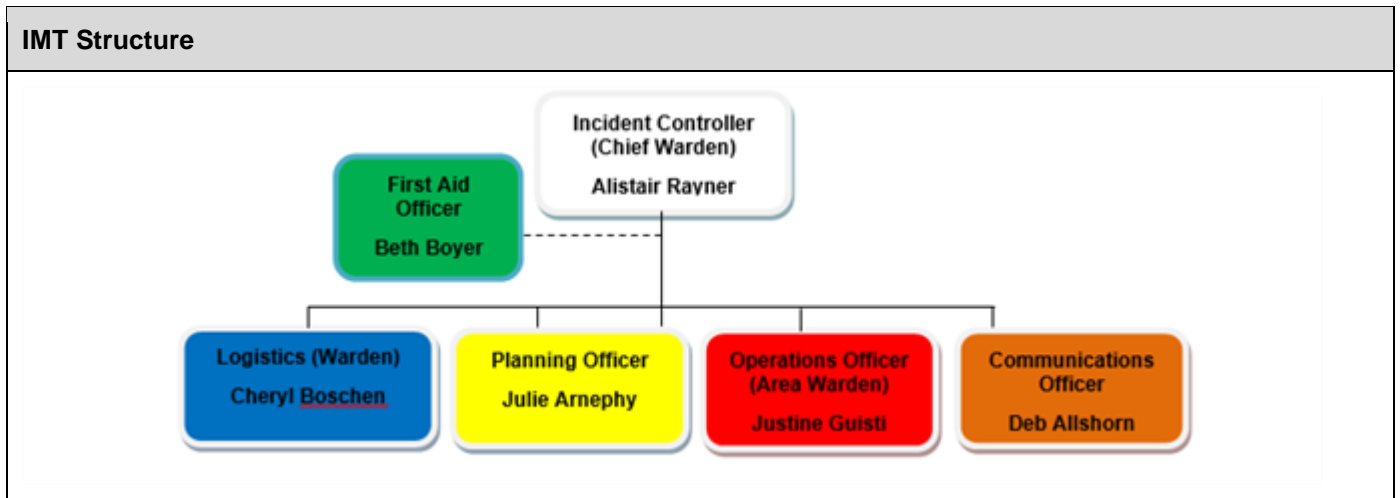 IMT Structure
Incident Controller
(Chief Warden)
Alistair Rayner
First Aid
Officer
Beth Boyer
Logistics (Warden)
Cheryl Boschen
Planning Officer
Julie Arnephy
Operations Officer
(Area Warden)
Justine Guisti
Communications
Officer
Deb Allshorn